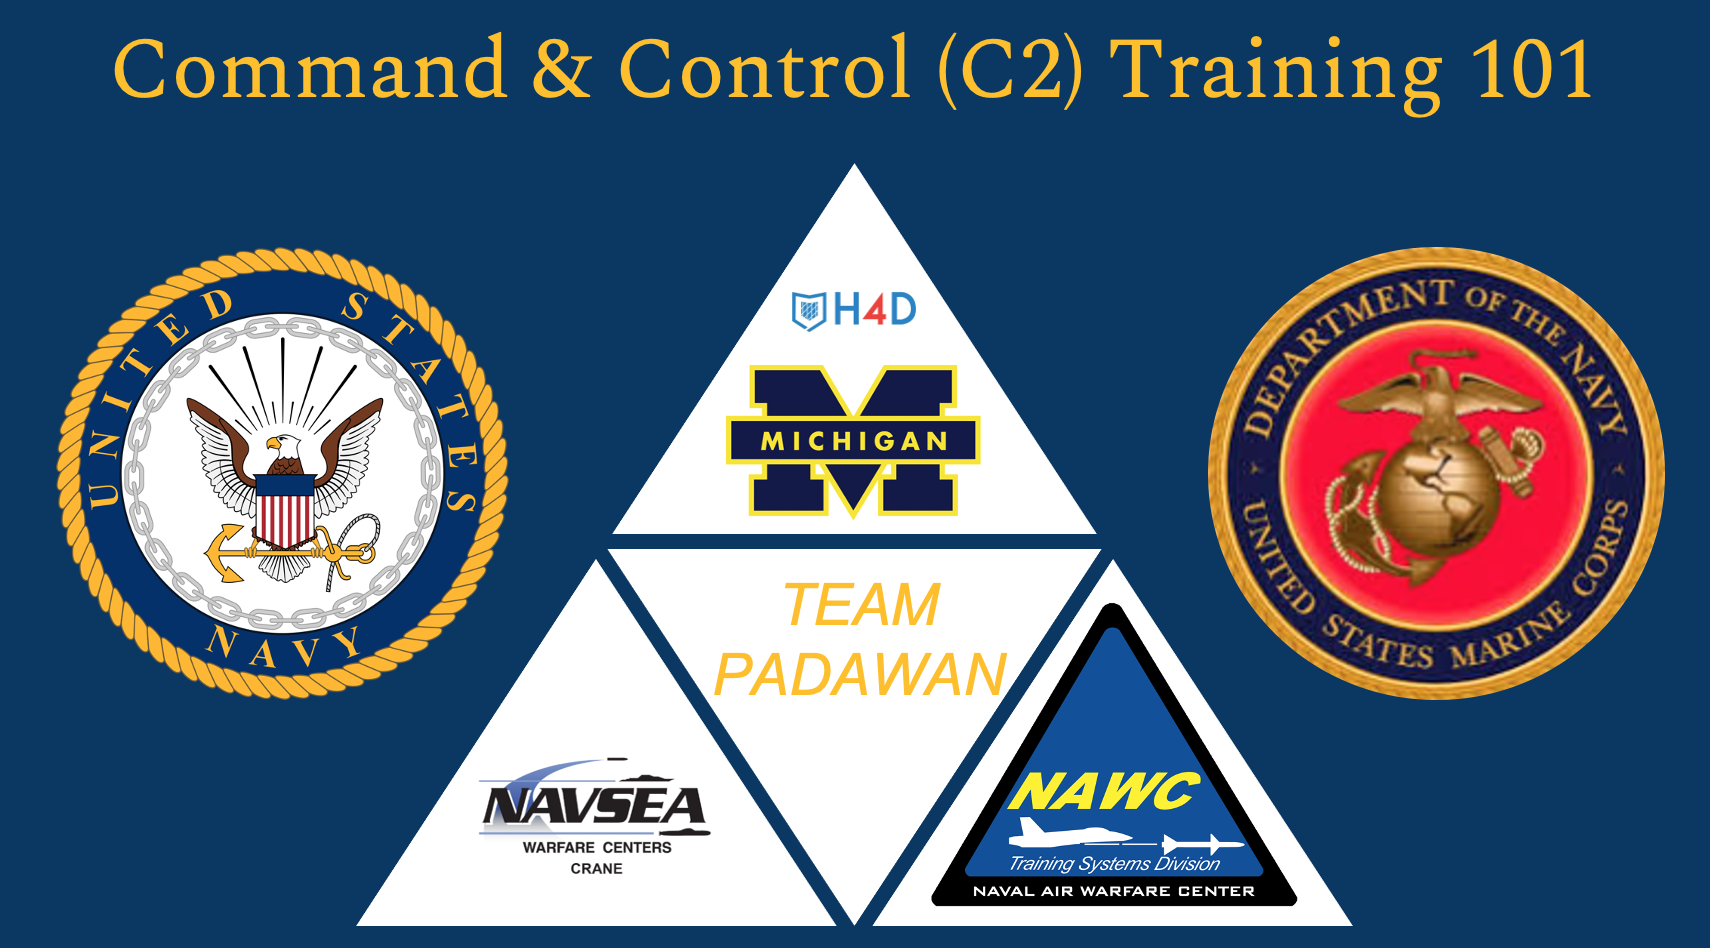 Command & Control (C2) Training 101
UNITED STATES
NAVY
H4D
MICHIGAN
DEPARTMENT OF THE NAVY
UNITED STATES MARINE CORPS
TEAM
PADAWAN
NAVSEA
WARFARE CENTERS
CRANE
NAWC
Training Systems Division
NAVAL AIR WARFARE CENTER